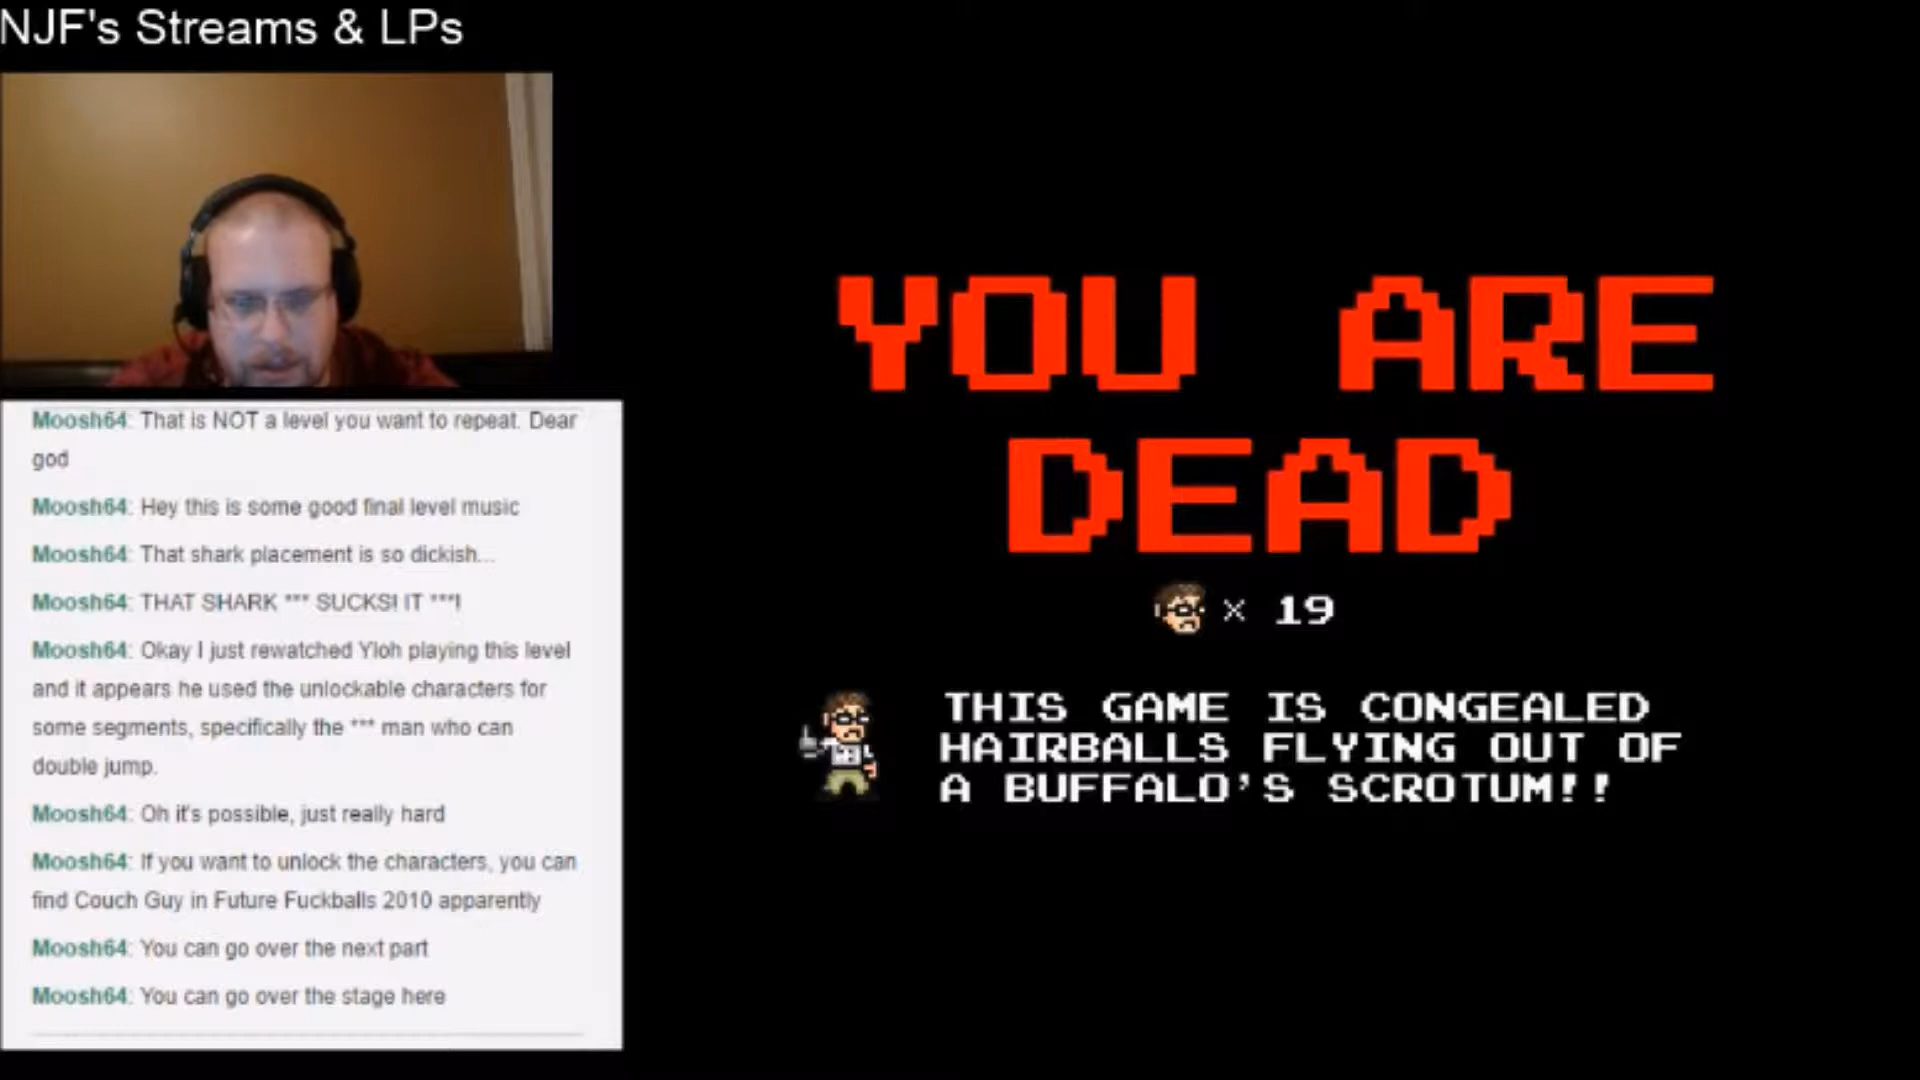 NJF's Streams & LPs
Moosh64: That is NOT a level you want to repeat. Dear
god
Moosh64: Hey this is some good final level music
Moosh64: That shark placement is so dickish...
Moosh64: THAT SHARK *** SUCKS! IT ***!
Moosh64: Okay I just rewatched Yloh playing this level
and it appears he used the unlockable characters for
some segments, specifically the *** man who can
double jump.
Moosh64: Oh it's possible, just really hard
Moosh64: If you want to unlock the characters, you can
find Couch Guy in Future Fuckballs 2010 apparently
Moosh64: You can go over the next part
Moosh64: You can go over the stage here
YOU ARE
DEAD
× 19
THIS GAME IS CONGEALED
HAIRBALLS FLYING OUT OF
A BUFFALO'S SCROTUM!!